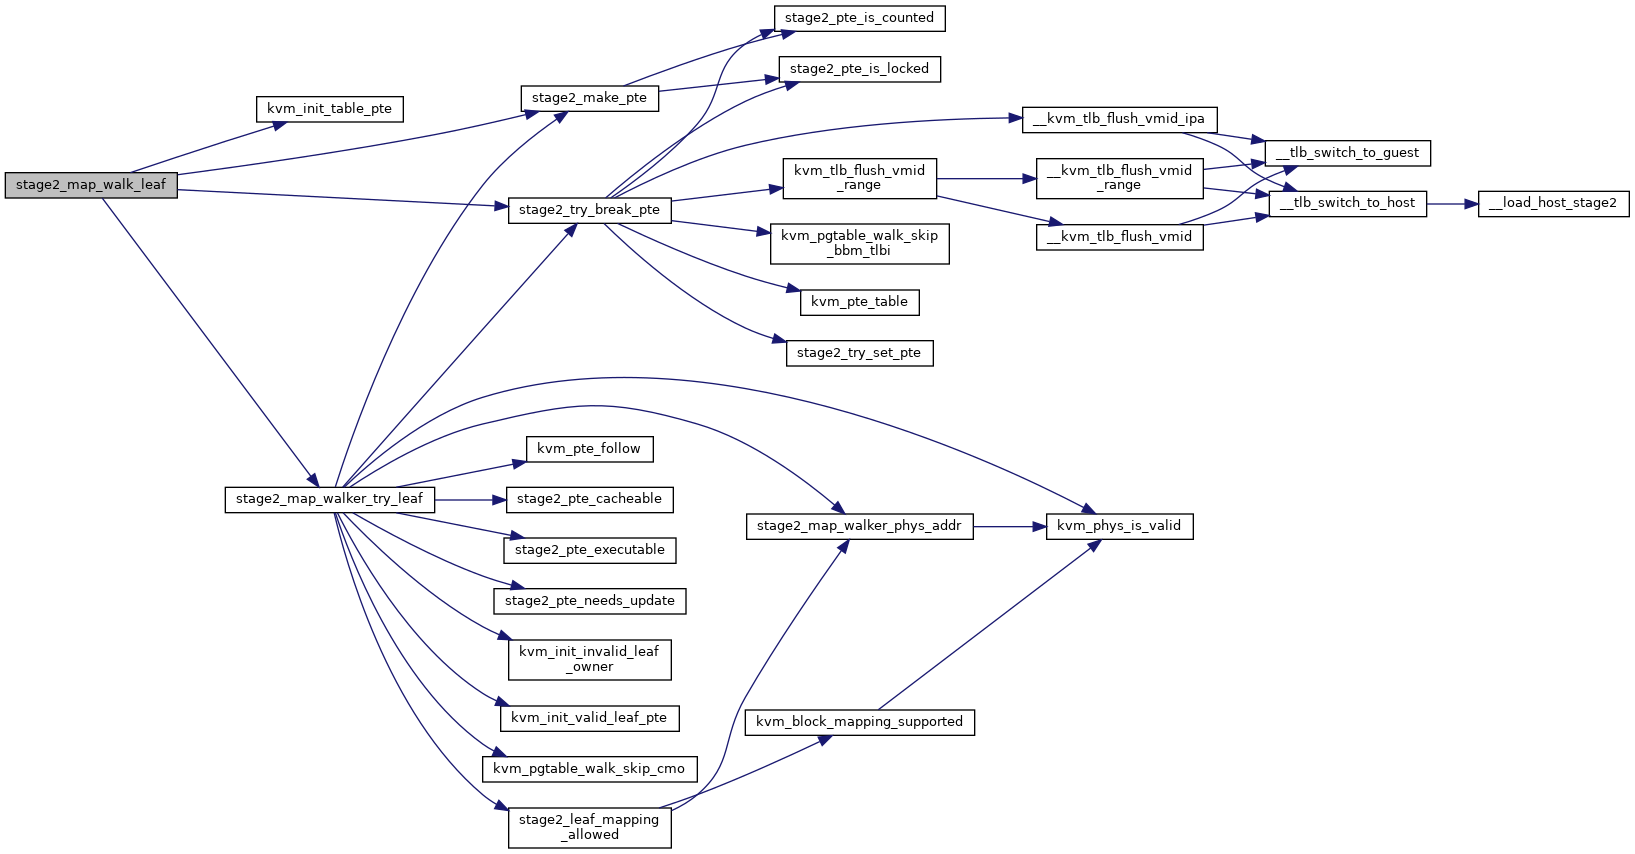 stage2_map_walk_leaf
kvm_init_table_pte
stage2_make_pte
stage2_pte_is_counted
stage2_pte_is_locked
stage2_try_break_pte
__kvm_tlb_flush_vmid_ipa
kvm_tlb_flush_vmid
_range
__kvm_tlb_flush_vmid
_range
__kvm_tlb_flush_vmid
__tlb_switch_to_guest
__tlb_switch_to_host
__load_host_stage2
kvm_pgtable_walk_skip
_bbm_tlbi
kvm_pte_table
stage2_try_set_pte
stage2_map_walker_try_leaf
kvm_pte_follow
stage2_pte_cacheable
stage2_pte_executable
stage2_pte_needs_update
kvm_init_invalid_leaf
_owner
kvm_init_valid_leaf_pte
kvm_pgtable_walk_skip_cmo
stage2_leaf_mapping
_allowed
stage2_map_walker_phys_addr
kvm_block_mapping_supported
kvm_phys_is_valid